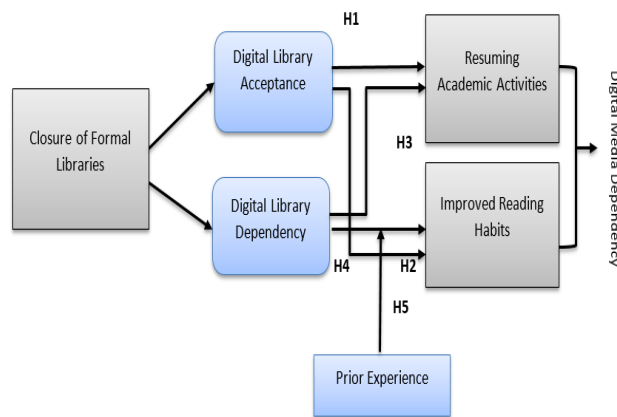 H1
Digital Library
Acceptance
Resuming
Academic Activities
Closure of Formal
Libraries
H3
Digital Library
Dependency
Improved Reading
Habits
H4
H2
H5
Prior Experience
Digital Media Dependency